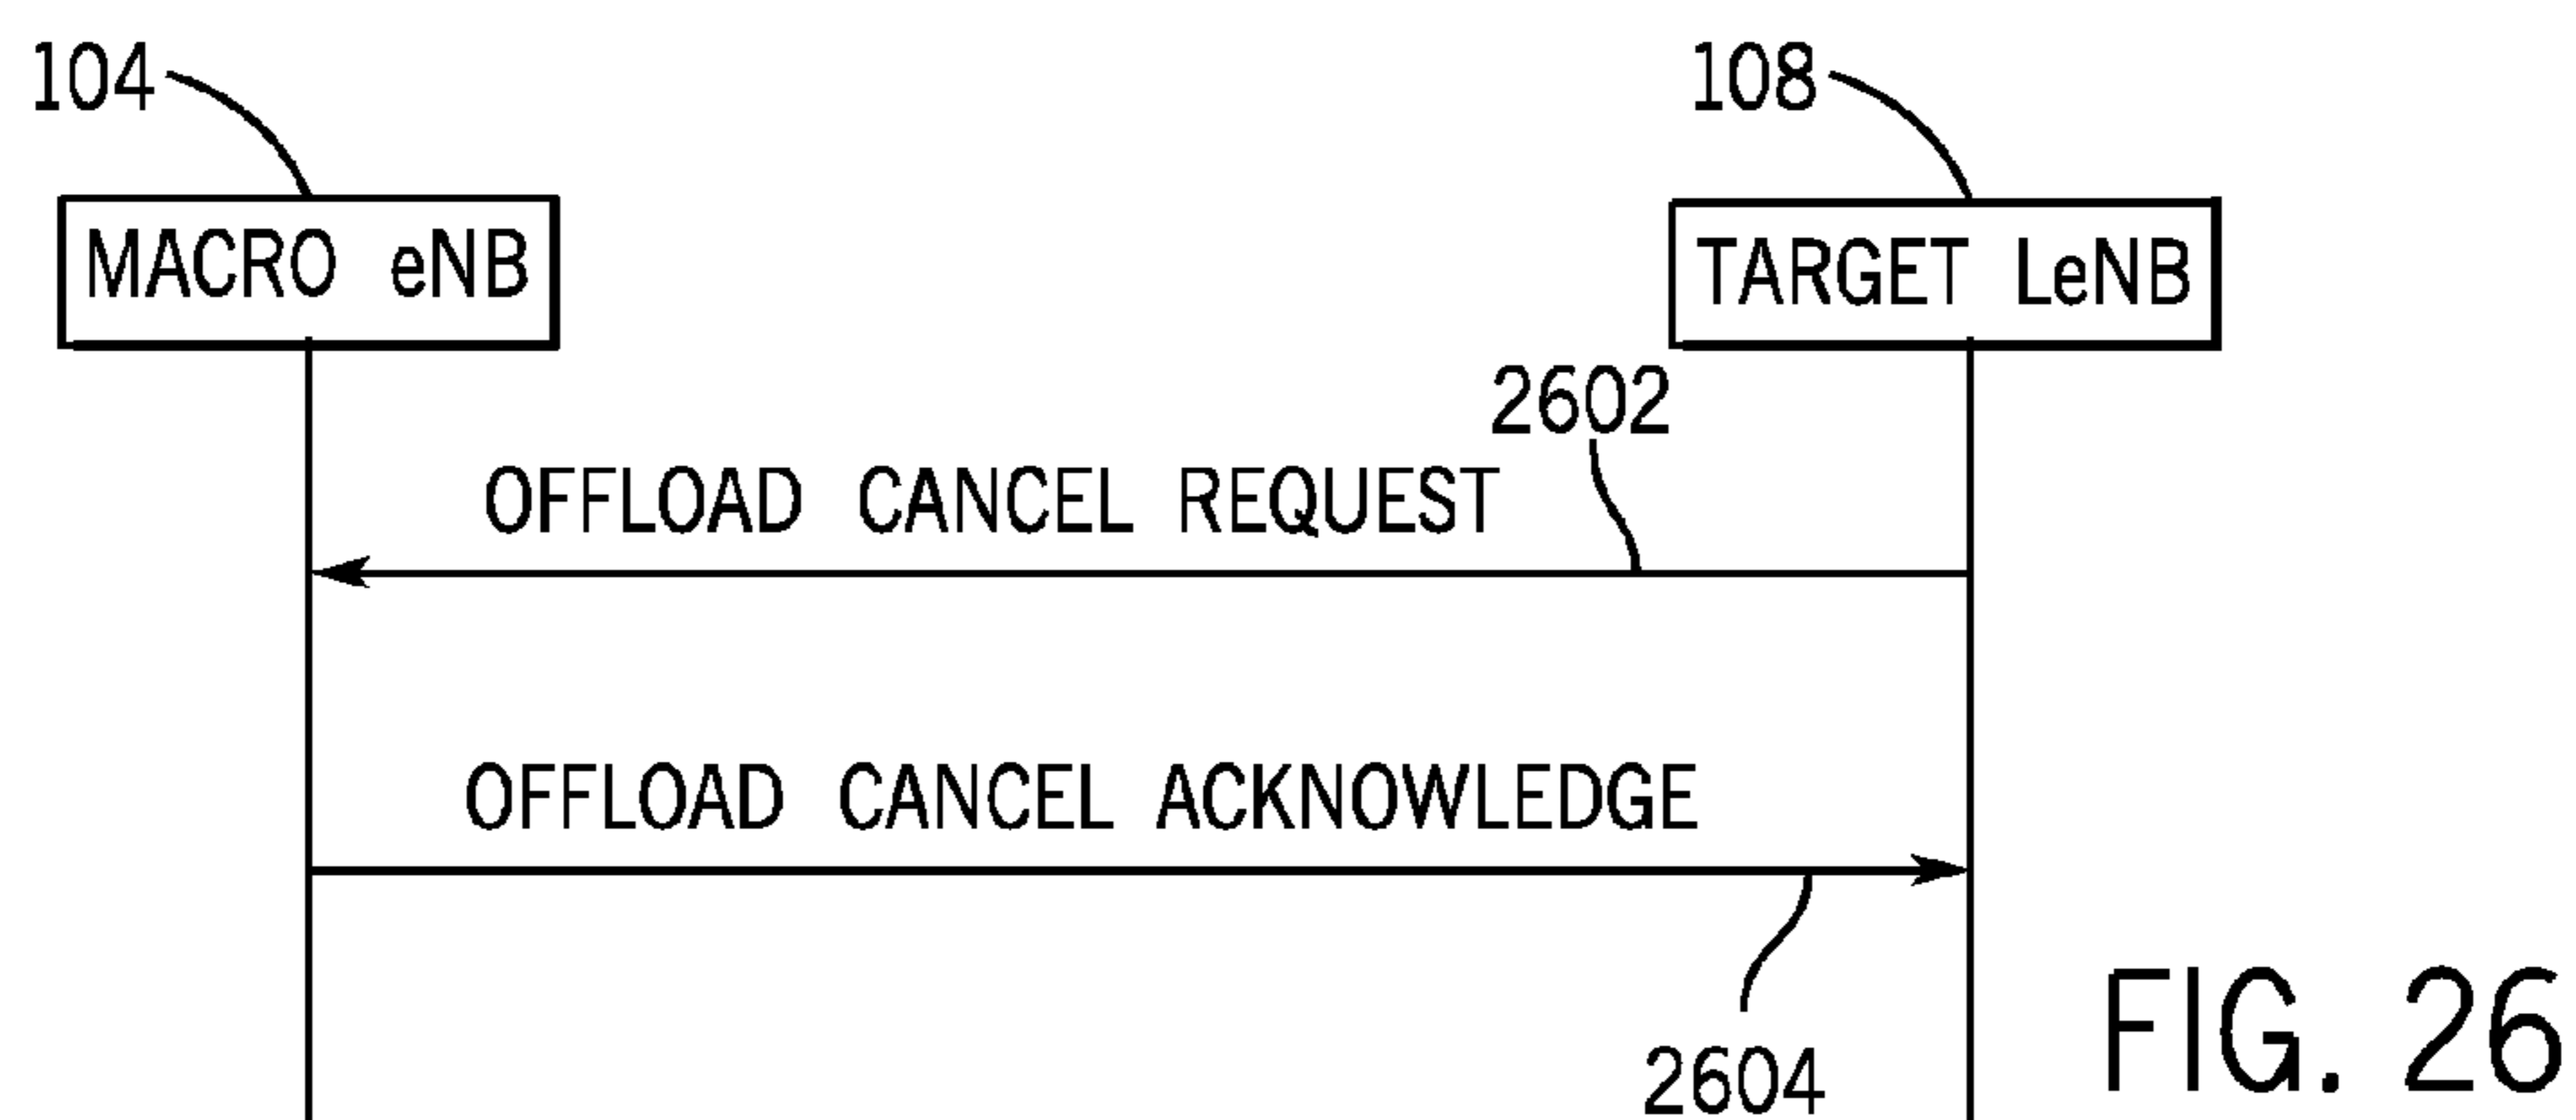 104
108
MACRO eNB
TARGET LeNB
2602
OFFLOAD CANCEL REQUEST
OFFLOAD CANCEL ACKNOWLEDGE
2604
FIG. 26